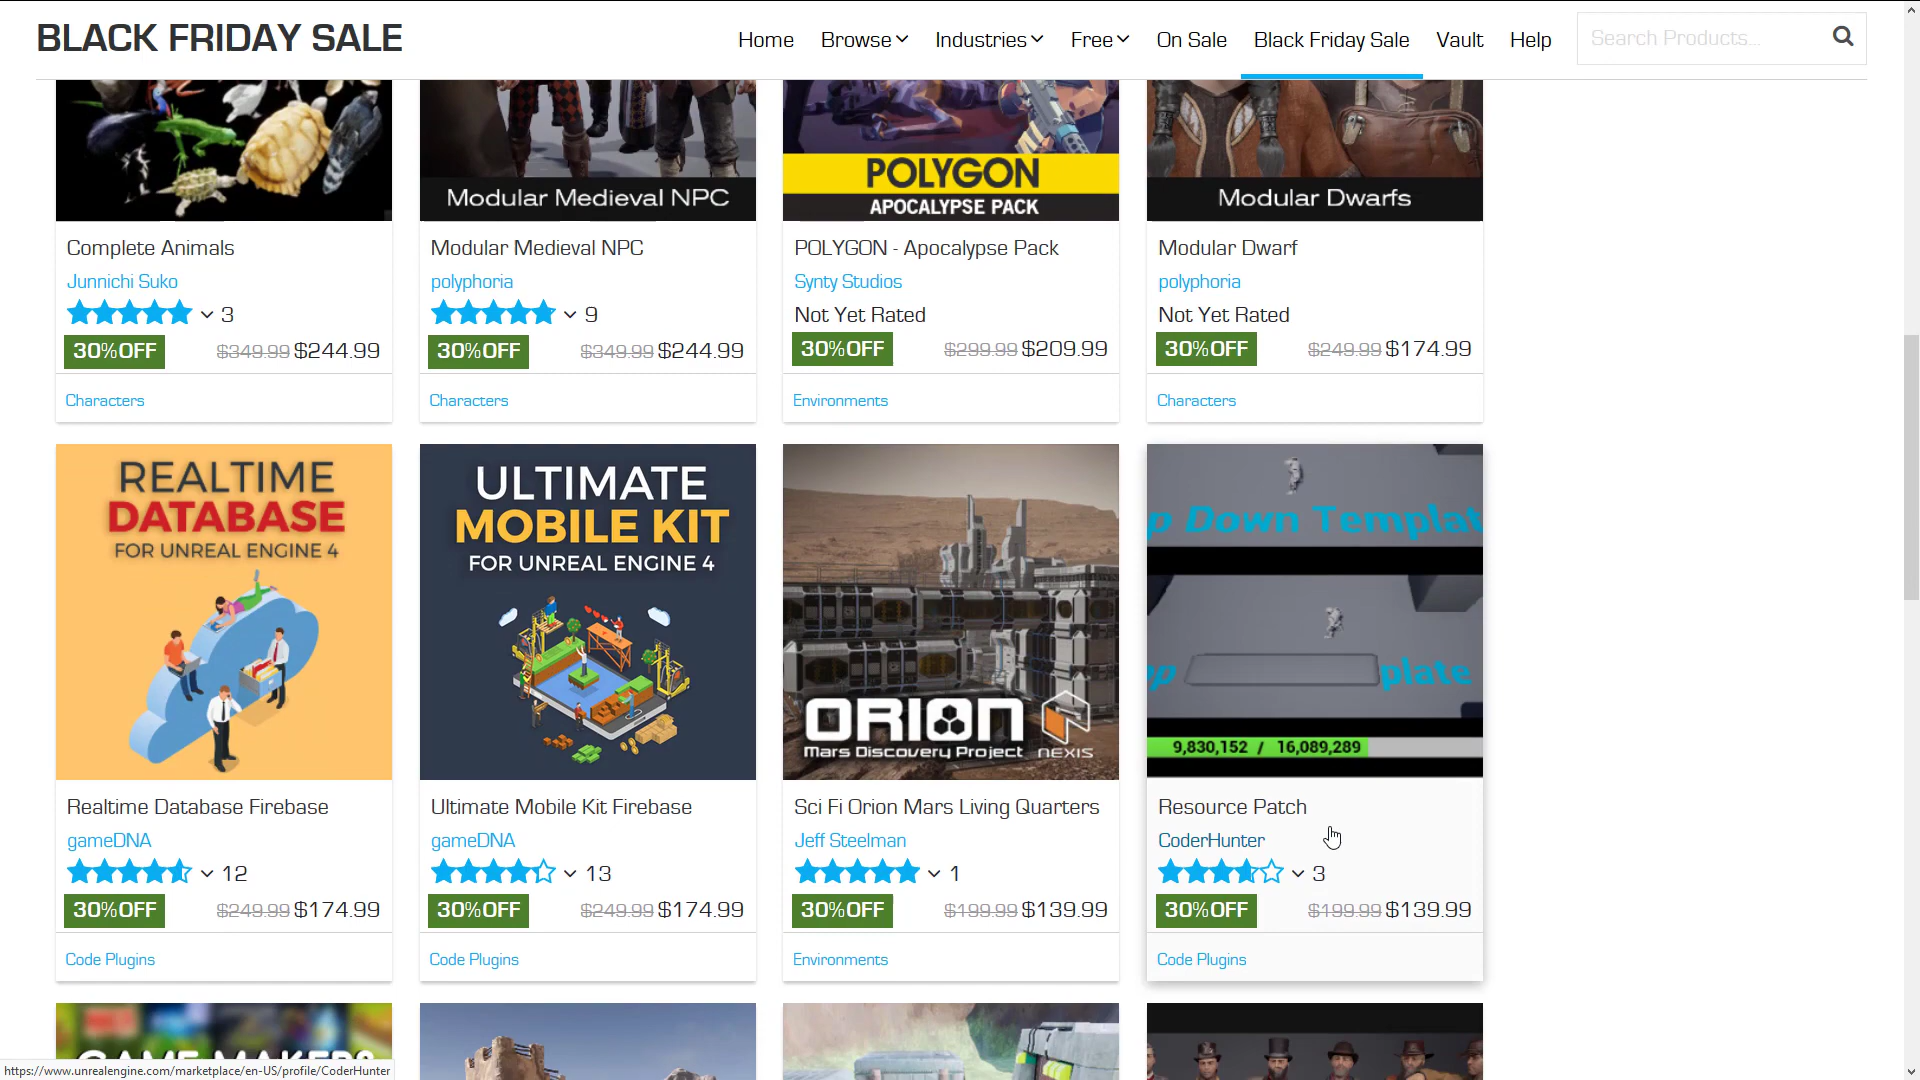 BLACK FRIDAY SALE
Home Browse Industries Free On Sale Black Friday Sale Vault Help Search Products...
Modular Medieval NPC
POLYGON
APOCALYPSE PACK
Modular Dwarfs
Complete Animals
Junnichi Suko
3
30%OFF $349.99 $244.99
Characters
Modular Medieval NPC
polyphoria
9
30%OFF $349.99 $244.99
Characters
POLYGON - Apocalypse Pack
Synty Studios
Not Yet Rated
30%OFF $299.99 $209.99
Environments
Modular Dwarf
polyphoria
Not Yet Rated
30%OFF $249.99 $174.99
Characters
REALTIME
DATABASE
FOR UNREAL ENGINE 4
Realtime Database Firebase
gameDNA
12
30%OFF $249.99 $174.99
Code Plugins
ULTIMATE
MOBILE KIT
FOR UNREAL ENGINE 4
Ultimate Mobile Kit Firebase
gameDNA
13
30%OFF $249.99 $174.99
Code Plugins
ORION
Mars Discovery Project NEXIS
Sci Fi Orion Mars Living Quarters
Jeff Steelman
1
30%OFF $199.99 $139.99
Environments
p Down Templat
op plate
9,830,152 / 16,089,289
Resource Patch
CoderHunter
3
30%OFF $199.99 $139.99
Code Plugins
https://www.unrealengine.com/marketplace/en-US/profile/CoderHunter